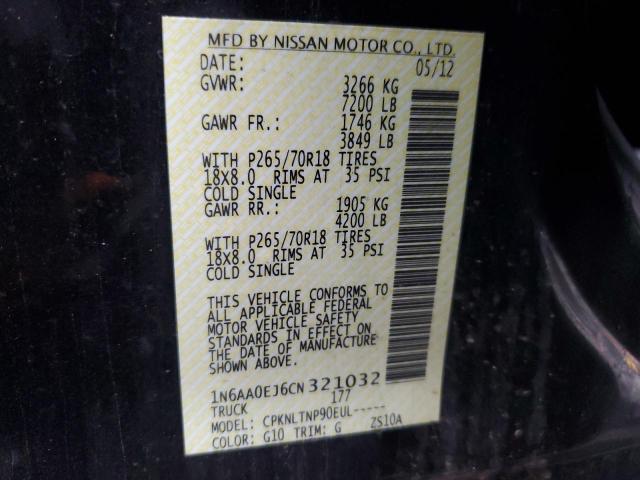 MFD BY NISSAN MOTOR CO., LTD.
DATE: 05/12
GVWR: 3266 KG
7200 LB
GAWR FR.: 1746 KG
3849 LB
WITH P265/70R18 TIRES
18X8.0 RIMS AT 35 PSI
COLD SINGLE
GAWR RR.: 1905 KG
4200 LB
WITH P265/70R18 TIRES
18X8.0 RIMS AT 35 PSI
COLD SINGLE
THIS VEHICLE CONFORMS TO
ALL APPLICABLE FEDERAL
MOTOR VEHICLE SAFETY
STANDARDS IN EFFECT ON
THE DATE OF MANUFACTURE
SHOWN ABOVE.
1N6AA0EJ6CN321032
TRUCK 177
MODEL: CPKNLTNP90EUL-----
COLOR: G10 TRIM: G ZS10A